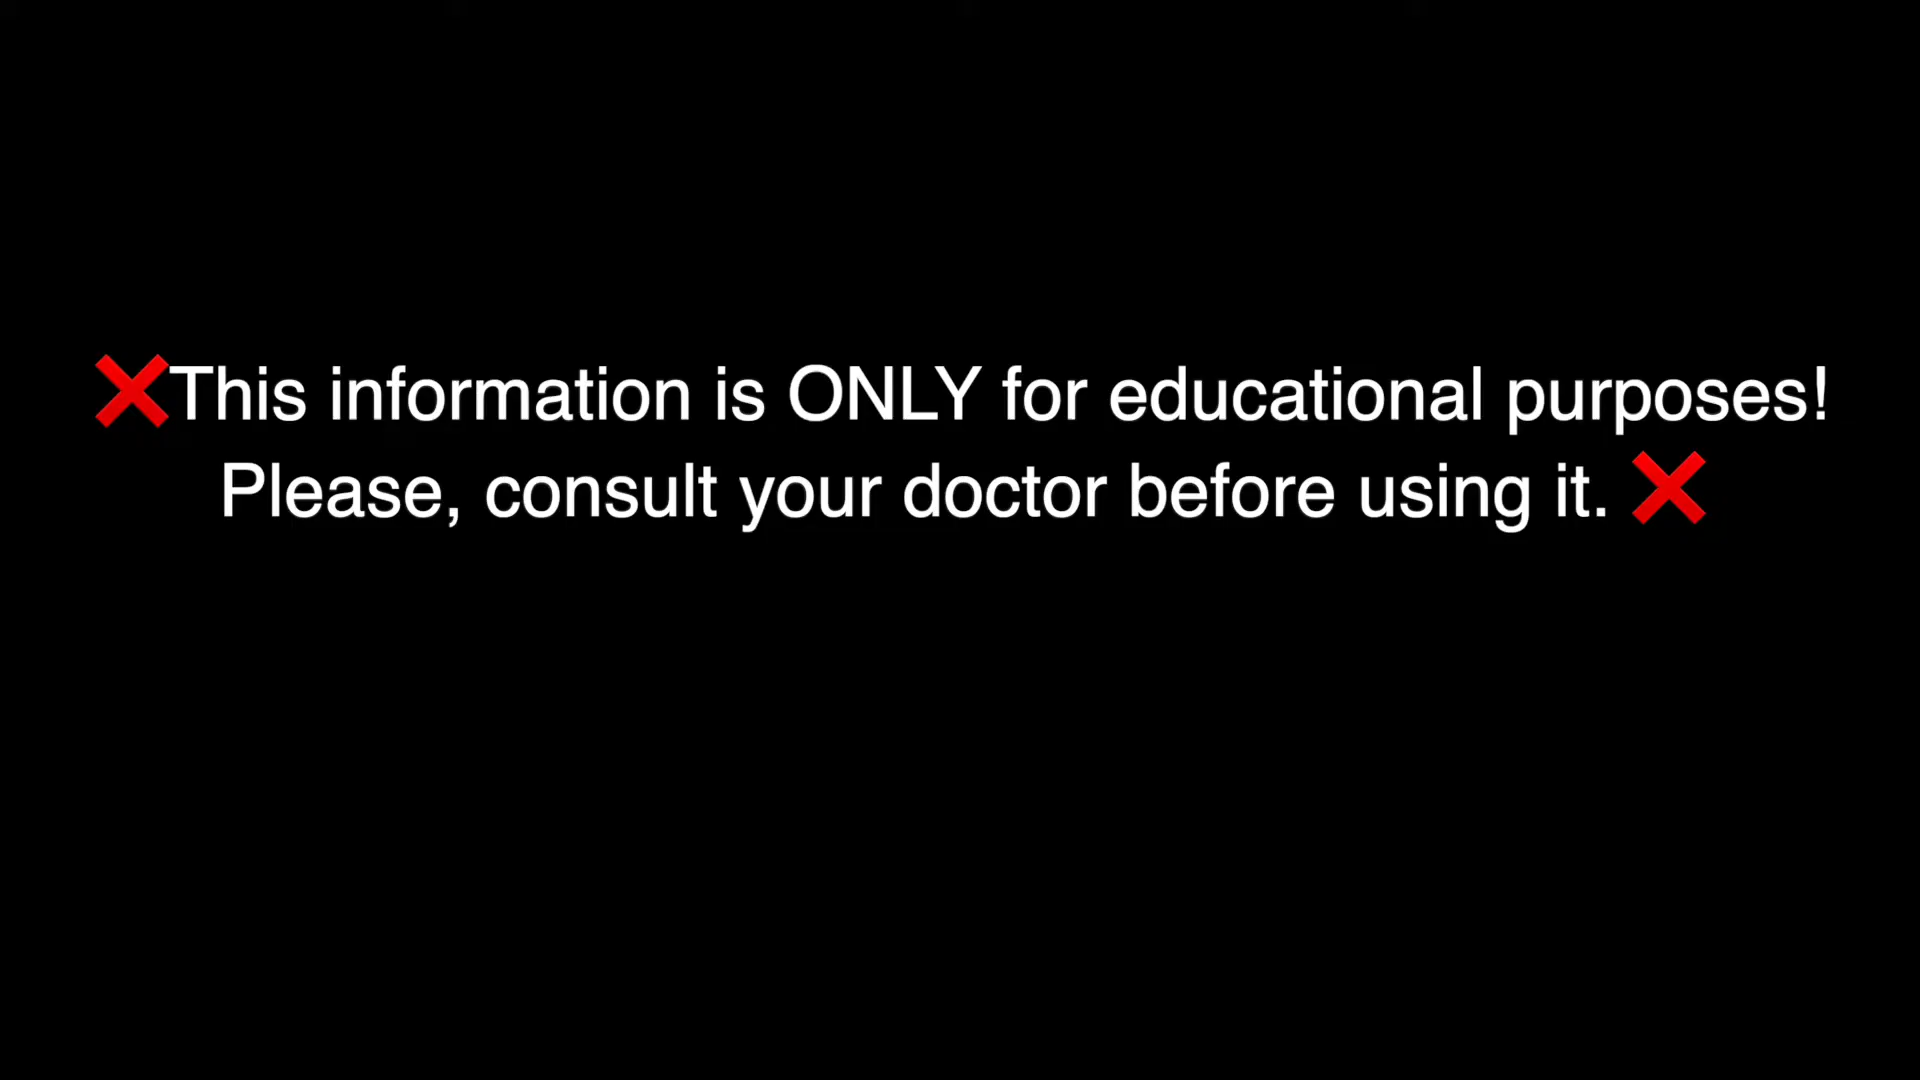 ❌This information is ONLY for educational purposes!
Please, consult your doctor before using it. ❌